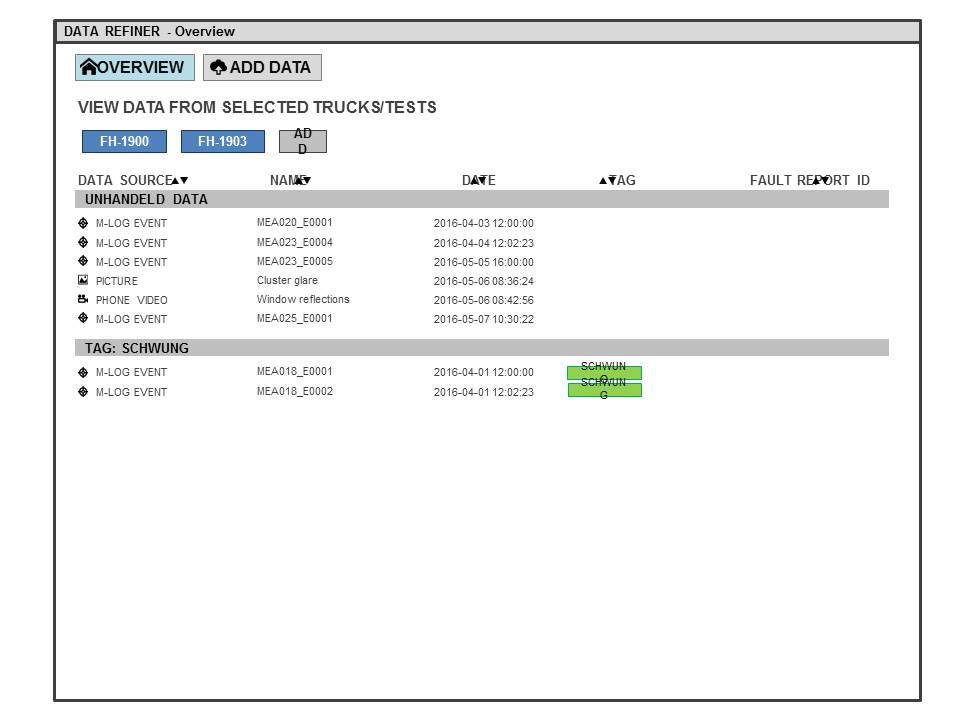 DATA REFINER - Overview
OVERVIEW ADD DATA
VIEW DATA FROM SELECTED TRUCKS/TESTS
FH-1900 FH-1903 ADD
DATA SOURCE▲▼ NAME▲▼ DATE▲▼ ▲▼TAG FAULT REPORT ID▲▼
UNHANDELD DATA
M-LOG EVENT MEA020_E0001 2016-04-03 12:00:00
M-LOG EVENT MEA023_E0004 2016-04-04 12:02:23
M-LOG EVENT MEA023_E0005 2016-05-05 16:00:00
PICTURE Cluster glare 2016-05-06 08:36:24
PHONE VIDEO Window reflections 2016-05-06 08:42:56
M-LOG EVENT MEA025_E0001 2016-05-07 10:30:22
TAG: SCHWUNG
M-LOG EVENT MEA018_E0001 2016-04-01 12:00:00 SCHWUNG
M-LOG EVENT MEA018_E0002 2016-04-01 12:02:23 SCHWUNG